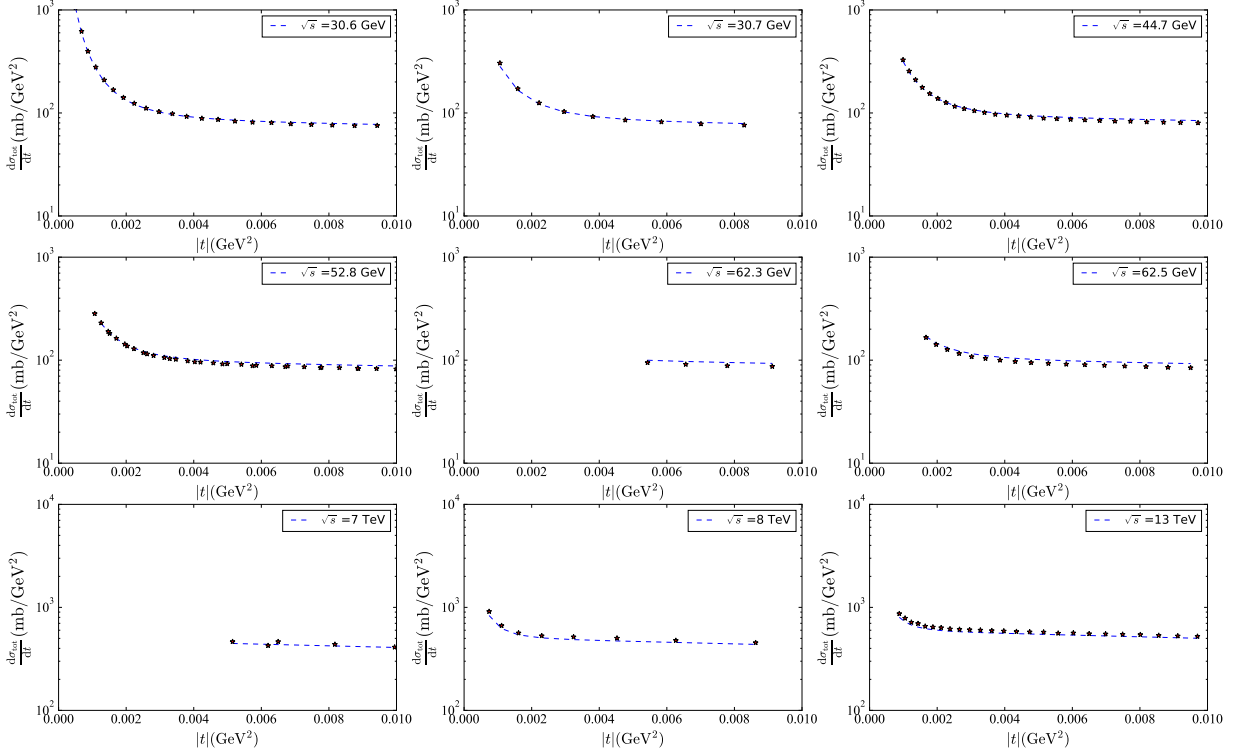 10³
10²
10¹
dσ_tot/dt (mb/GeV²)
√s =30.6 GeV
0.000 0.002 0.004 0.006 0.008 0.010
|t|(GeV²)
10³
10²
10¹
dσ_tot/dt (mb/GeV²)
√s =30.7 GeV
0.000 0.002 0.004 0.006 0.008 0.010
|t|(GeV²)
10³
10²
10¹
dσ_tot/dt (mb/GeV²)
√s =44.7 GeV
0.000 0.002 0.004 0.006 0.008 0.010
|t|(GeV²)
10³
10²
10¹
dσ_tot/dt (mb/GeV²)
√s =52.8 GeV
0.000 0.002 0.004 0.006 0.008 0.010
|t|(GeV²)
10³
10²
10¹
dσ_tot/dt (mb/GeV²)
√s =62.3 GeV
0.000 0.002 0.004 0.006 0.008 0.010
|t|(GeV²)
10³
10²
10¹
dσ_tot/dt (mb/GeV²)
√s =62.5 GeV
0.000 0.002 0.004 0.006 0.008 0.010
|t|(GeV²)
10⁴
10³
10²
dσ_tot/dt (mb/GeV²)
√s =7 TeV
0.000 0.002 0.004 0.006 0.008 0.010
|t|(GeV²)
10⁴
10³
10²
dσ_tot/dt (mb/GeV²)
√s =8 TeV
0.000 0.002 0.004 0.006 0.008 0.010
|t|(GeV²)
10⁴
10³
10²
dσ_tot/dt (mb/GeV²)
√s =13 TeV
0.000 0.002 0.004 0.006 0.008 0.010
|t|(GeV²)